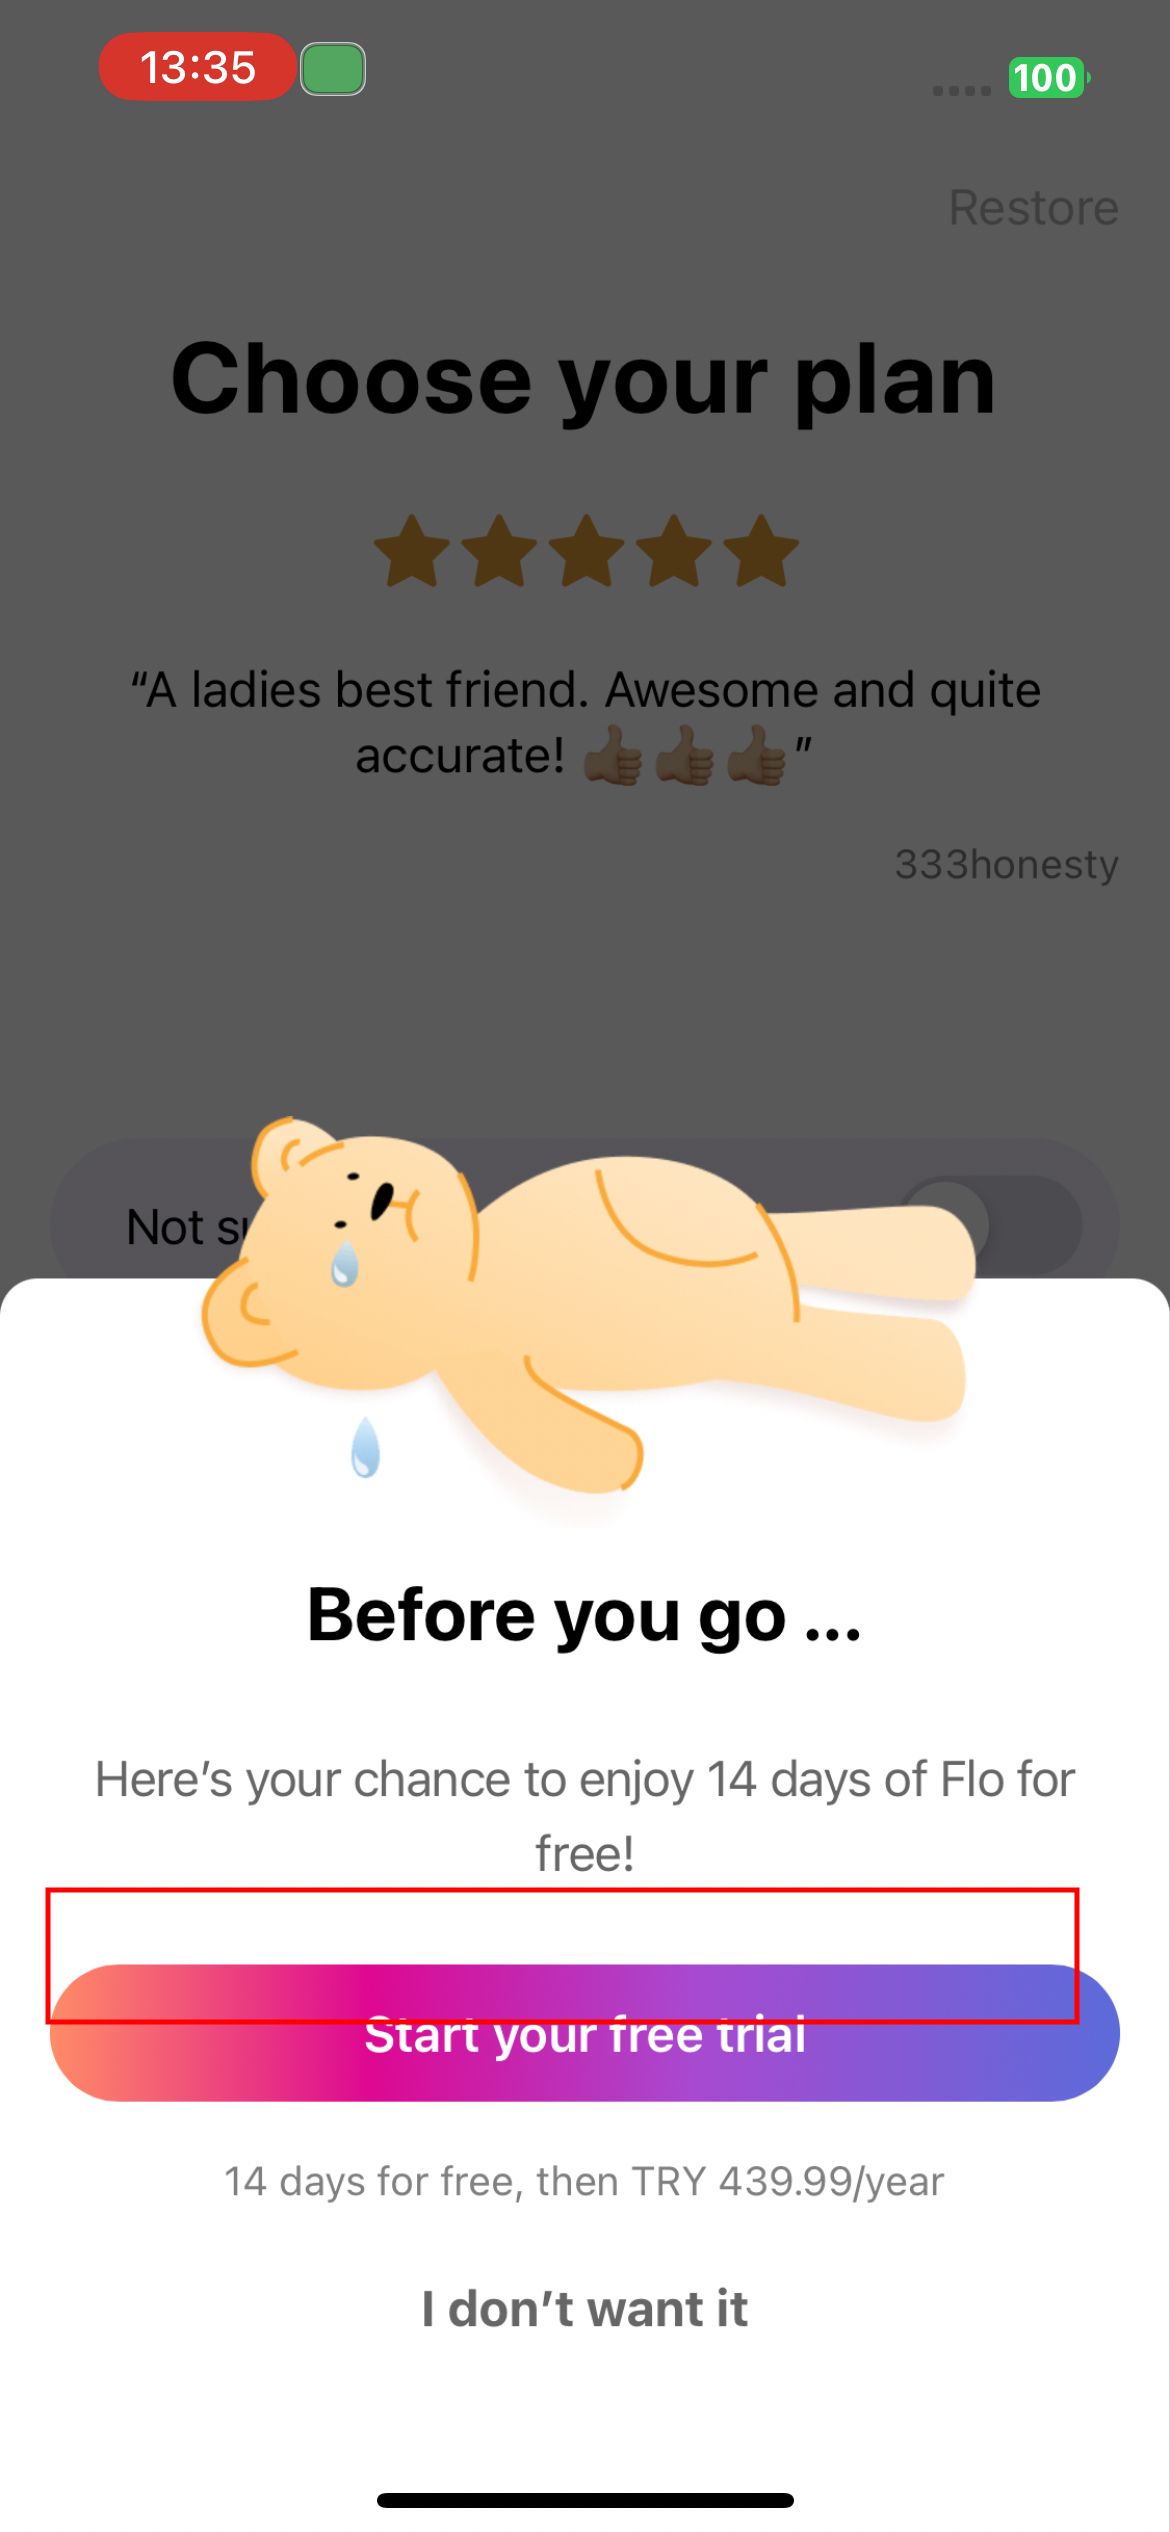 13:35
100
Restore
Choose your plan
“A ladies best friend. Awesome and quite
accurate! 👍🏼👍🏼👍🏼”
333honesty
Not
Before you go ...
Here’s your chance to enjoy 14 days of Flo for
free!
Start your free trial
14 days for free, then TRY 439.99/year
I don’t want it